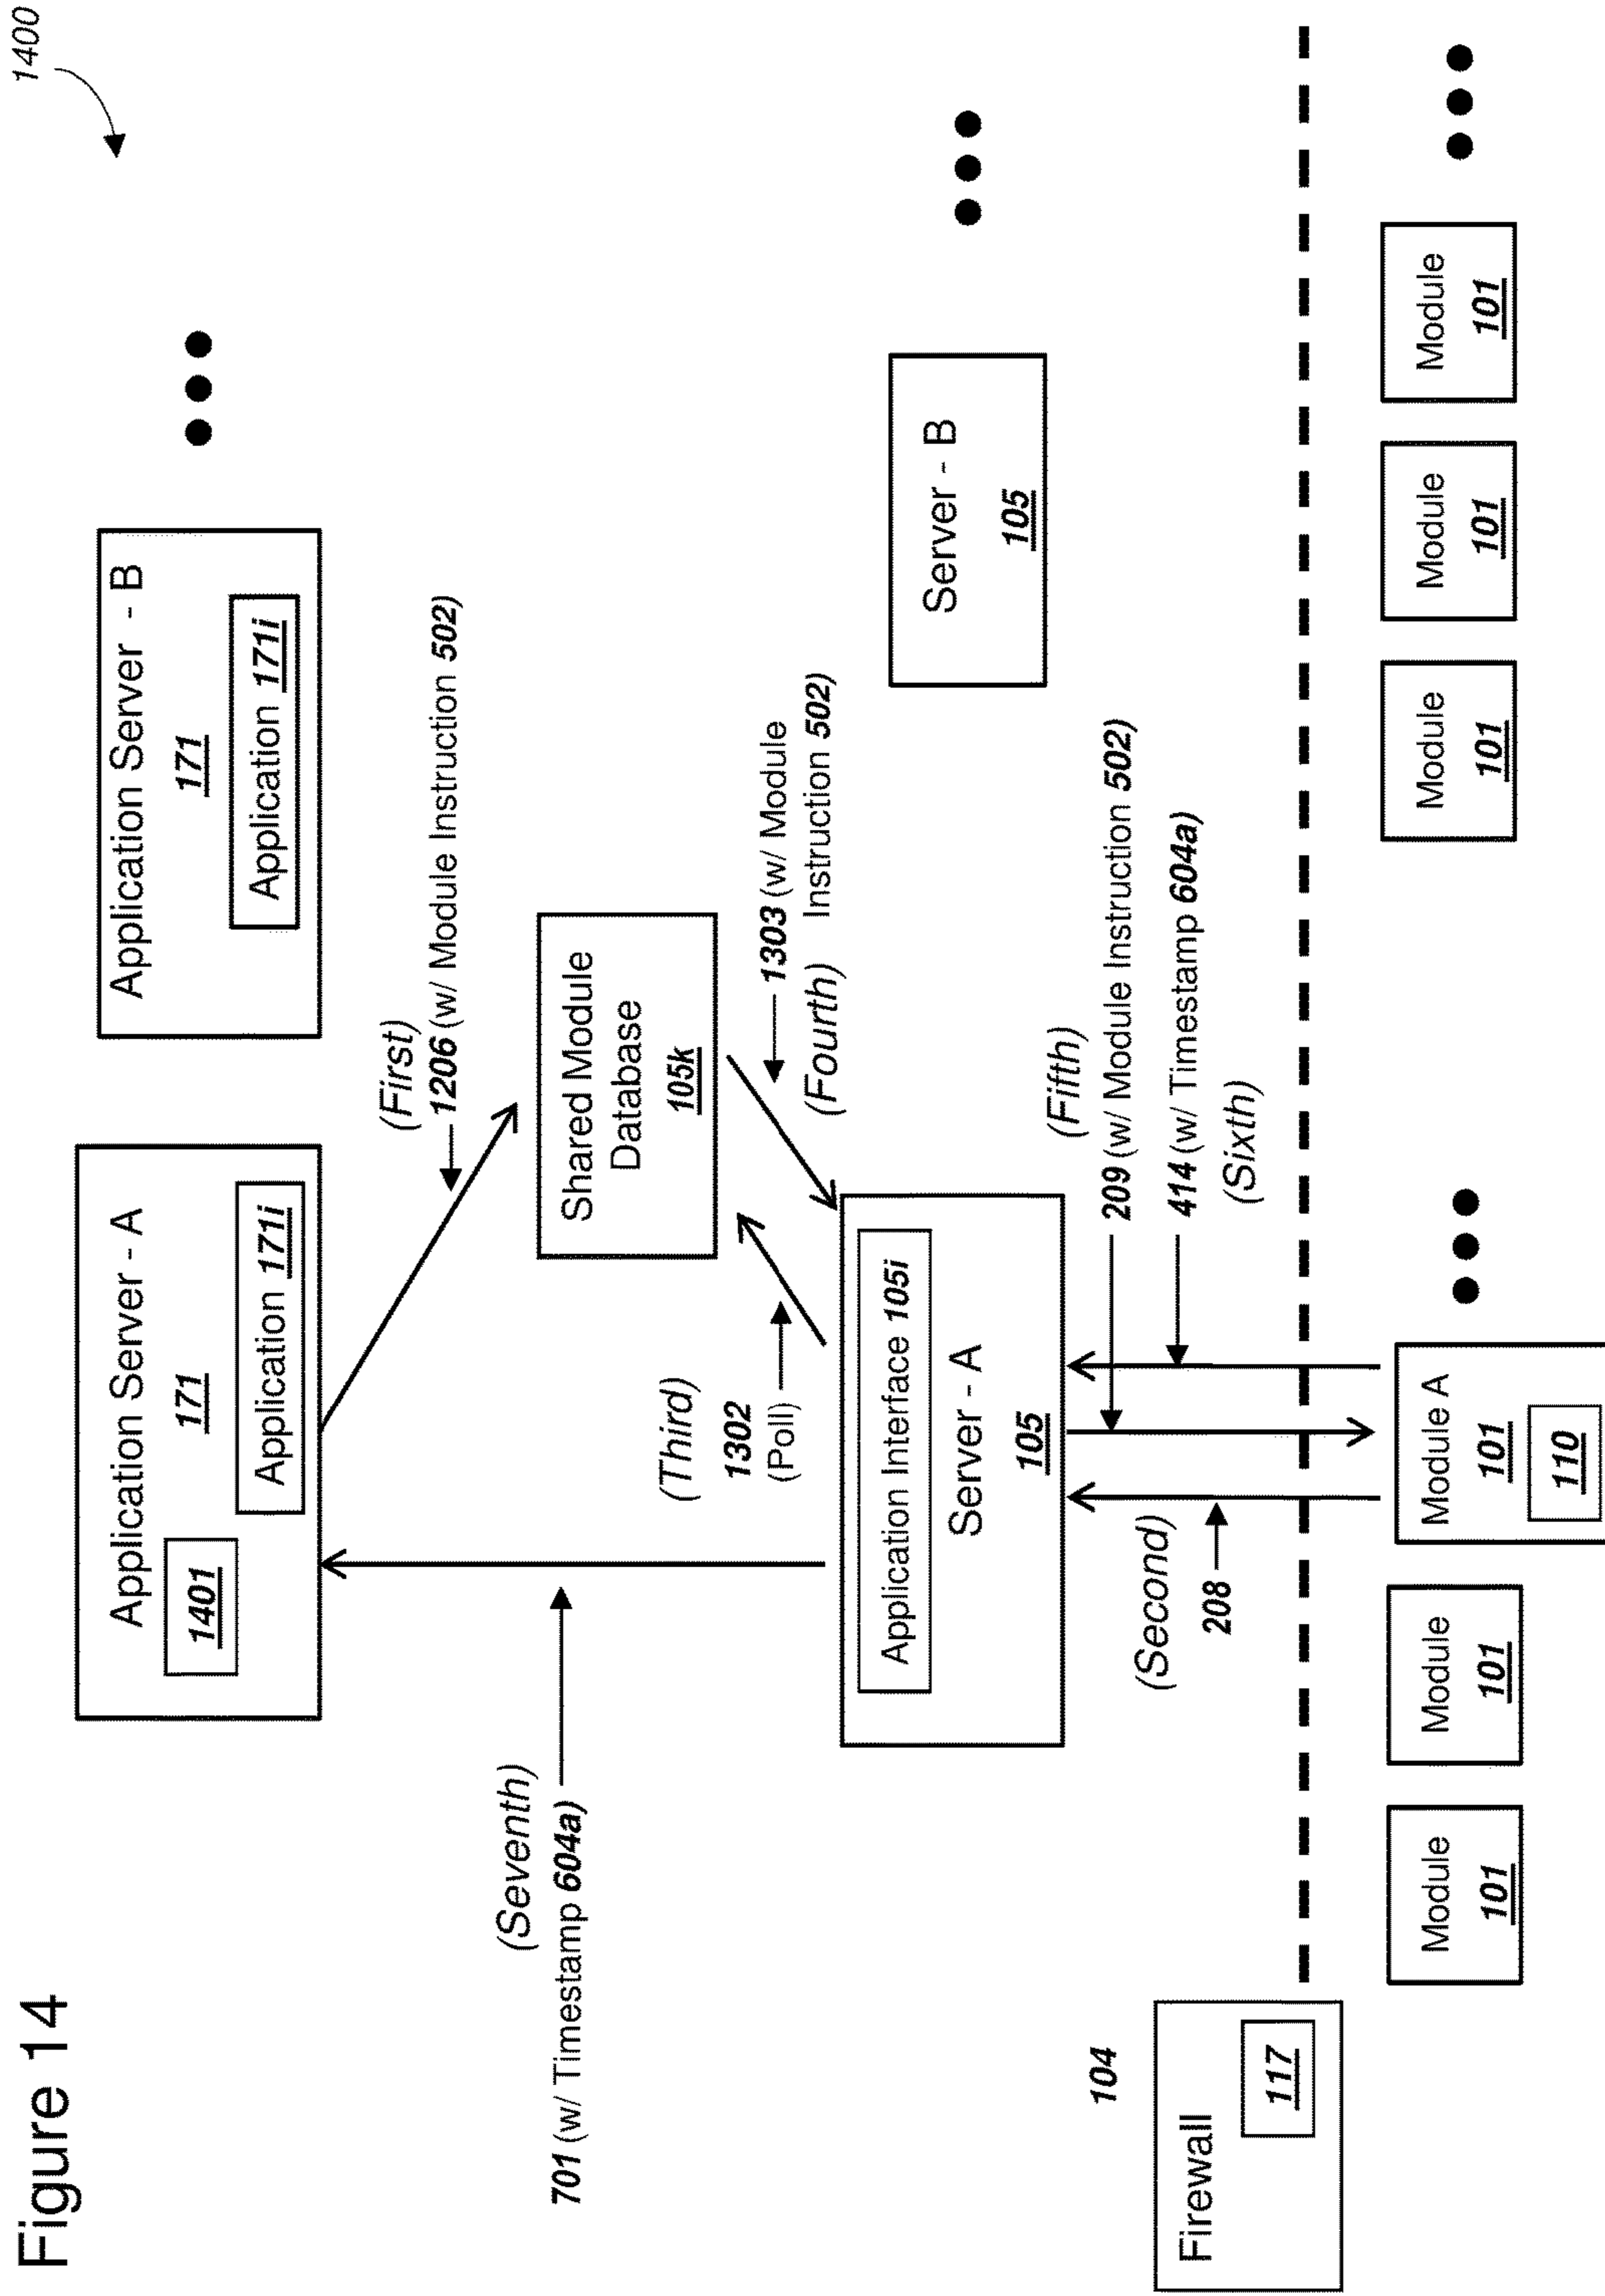 Figure 14
1400
Application Server - A
171
1401
Application 171i
Application Server - B
171
Application 171i
(First)
1206 (w/ Module Instruction 502)
(Seventh)
701 (w/ Timestamp 604a)
Shared Module
Database
105k
(Third)
1302
(Poll)
1303 (w/ Module
Instruction 502)
(Fourth)
Application Interface 105i
Server - A
105
Server - B
105
(Second)
208
(Fifth)
209 (w/ Module Instruction 502)
414 (w/ Timestamp 604a)
(Sixth)
104
Firewall
117
Module
101
Module
101
Module A
101
110
Module
101
Module
101
Module
101